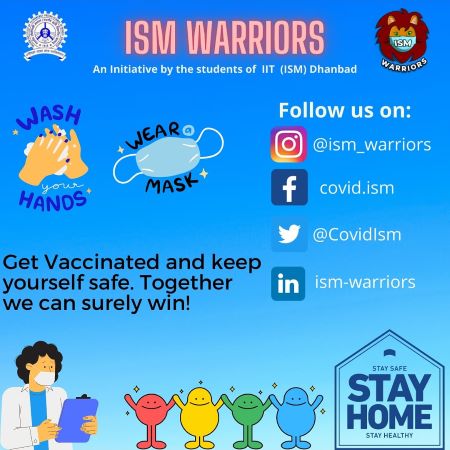 ISM WARRIORS
An Initiative by the students of IIT (ISM) Dhanbad
ISM
WARRIORS
WASH
your
HANDS
WEAR a
MASK
Follow us on:
@ism_warriors
covid.ism
@CovidIsm
ism-warriors
Get Vaccinated and keep
yourself safe. Together
we can surely win!
STAY SAFE
STAY
HOME
STAY HEALTHY